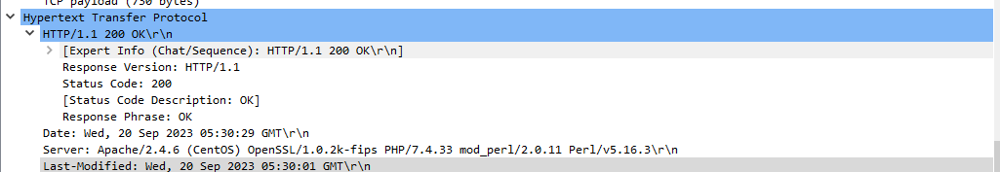 TCP payload (730 bytes)
Hypertext Transfer Protocol
HTTP/1.1 200 OK\r\n
[Expert Info (Chat/Sequence): HTTP/1.1 200 OK\r\n]
Response Version: HTTP/1.1
Status Code: 200
[Status Code Description: OK]
Response Phrase: OK
Date: Wed, 20 Sep 2023 05:30:29 GMT\r\n
Server: Apache/2.4.6 (CentOS) OpenSSL/1.0.2k-fips PHP/7.4.33 mod_perl/2.0.11 Perl/v5.16.3\r\n
Last-Modified: Wed, 20 Sep 2023 05:30:01 GMT\r\n